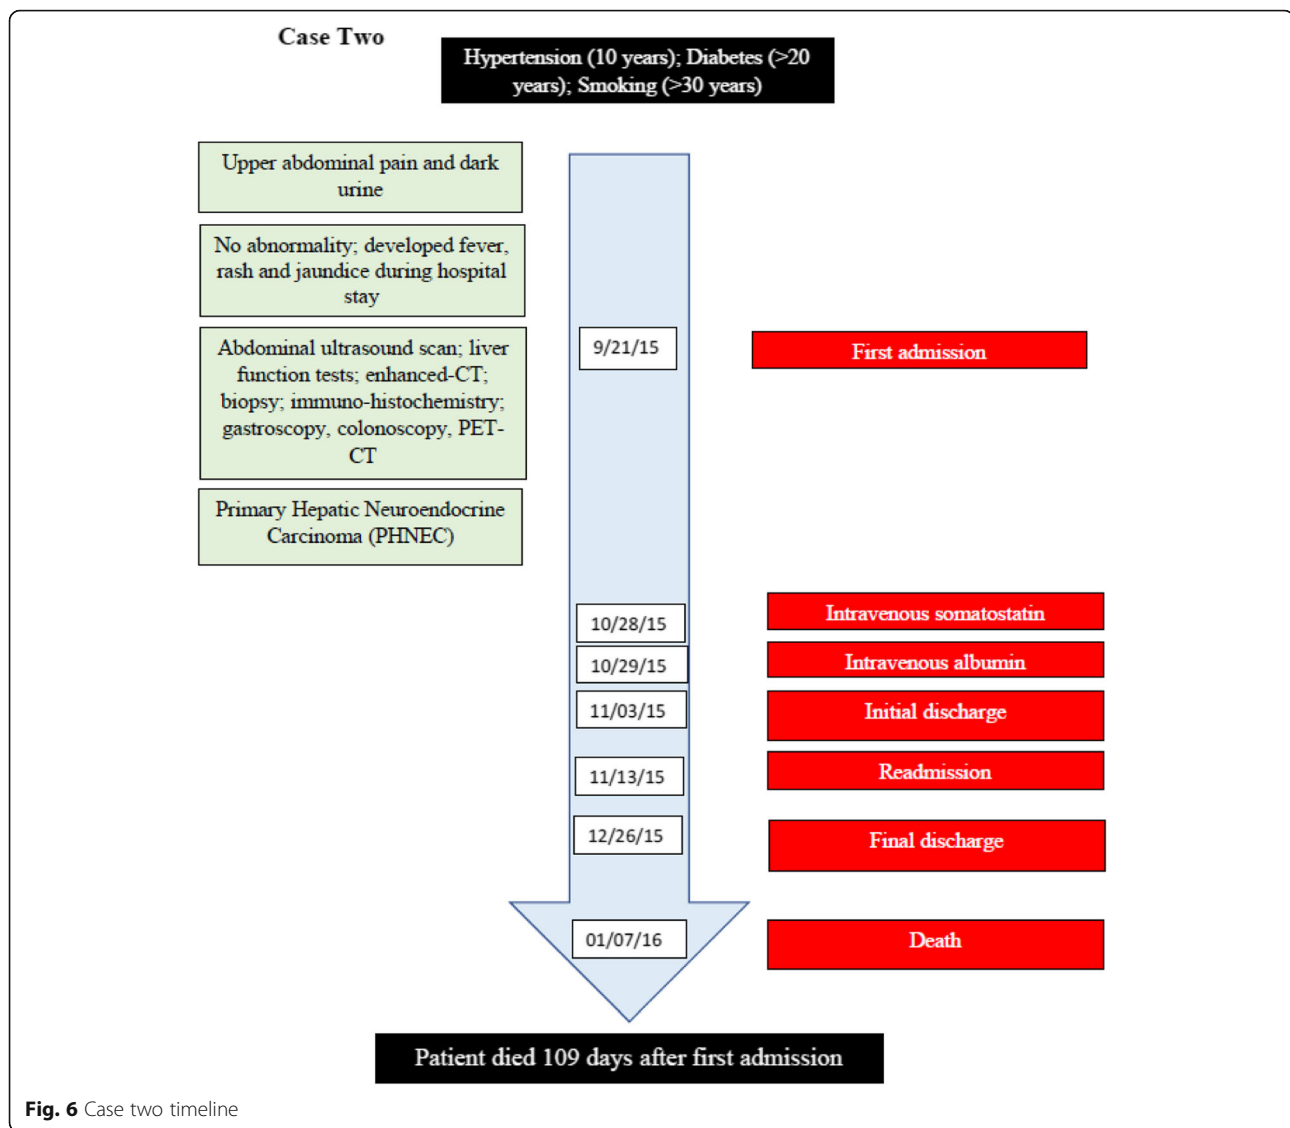 Case Two
Hypertension (10 years); Diabetes (>20
years); Smoking (>30 years)
Upper abdominal pain and dark
urine
No abnormality; developed fever,
rash and jaundice during hospital
stay
Abdominal ultrasound scan; liver
function tests; enhanced-CT;
biopsy; immuno-histochemistry;
gastroscopy, colonoscopy, PET-
CT
Primary Hepatic Neuroendocrine
Carcinoma (PHNEC)
9/21/15
First admission
10/28/15
Intravenous somatostatin
10/29/15
Intravenous albumin
11/03/15
Initial discharge
11/13/15
Readmission
12/26/15
Final discharge
01/07/16
Death
Patient died 109 days after first admission
Fig. 6 Case two timeline